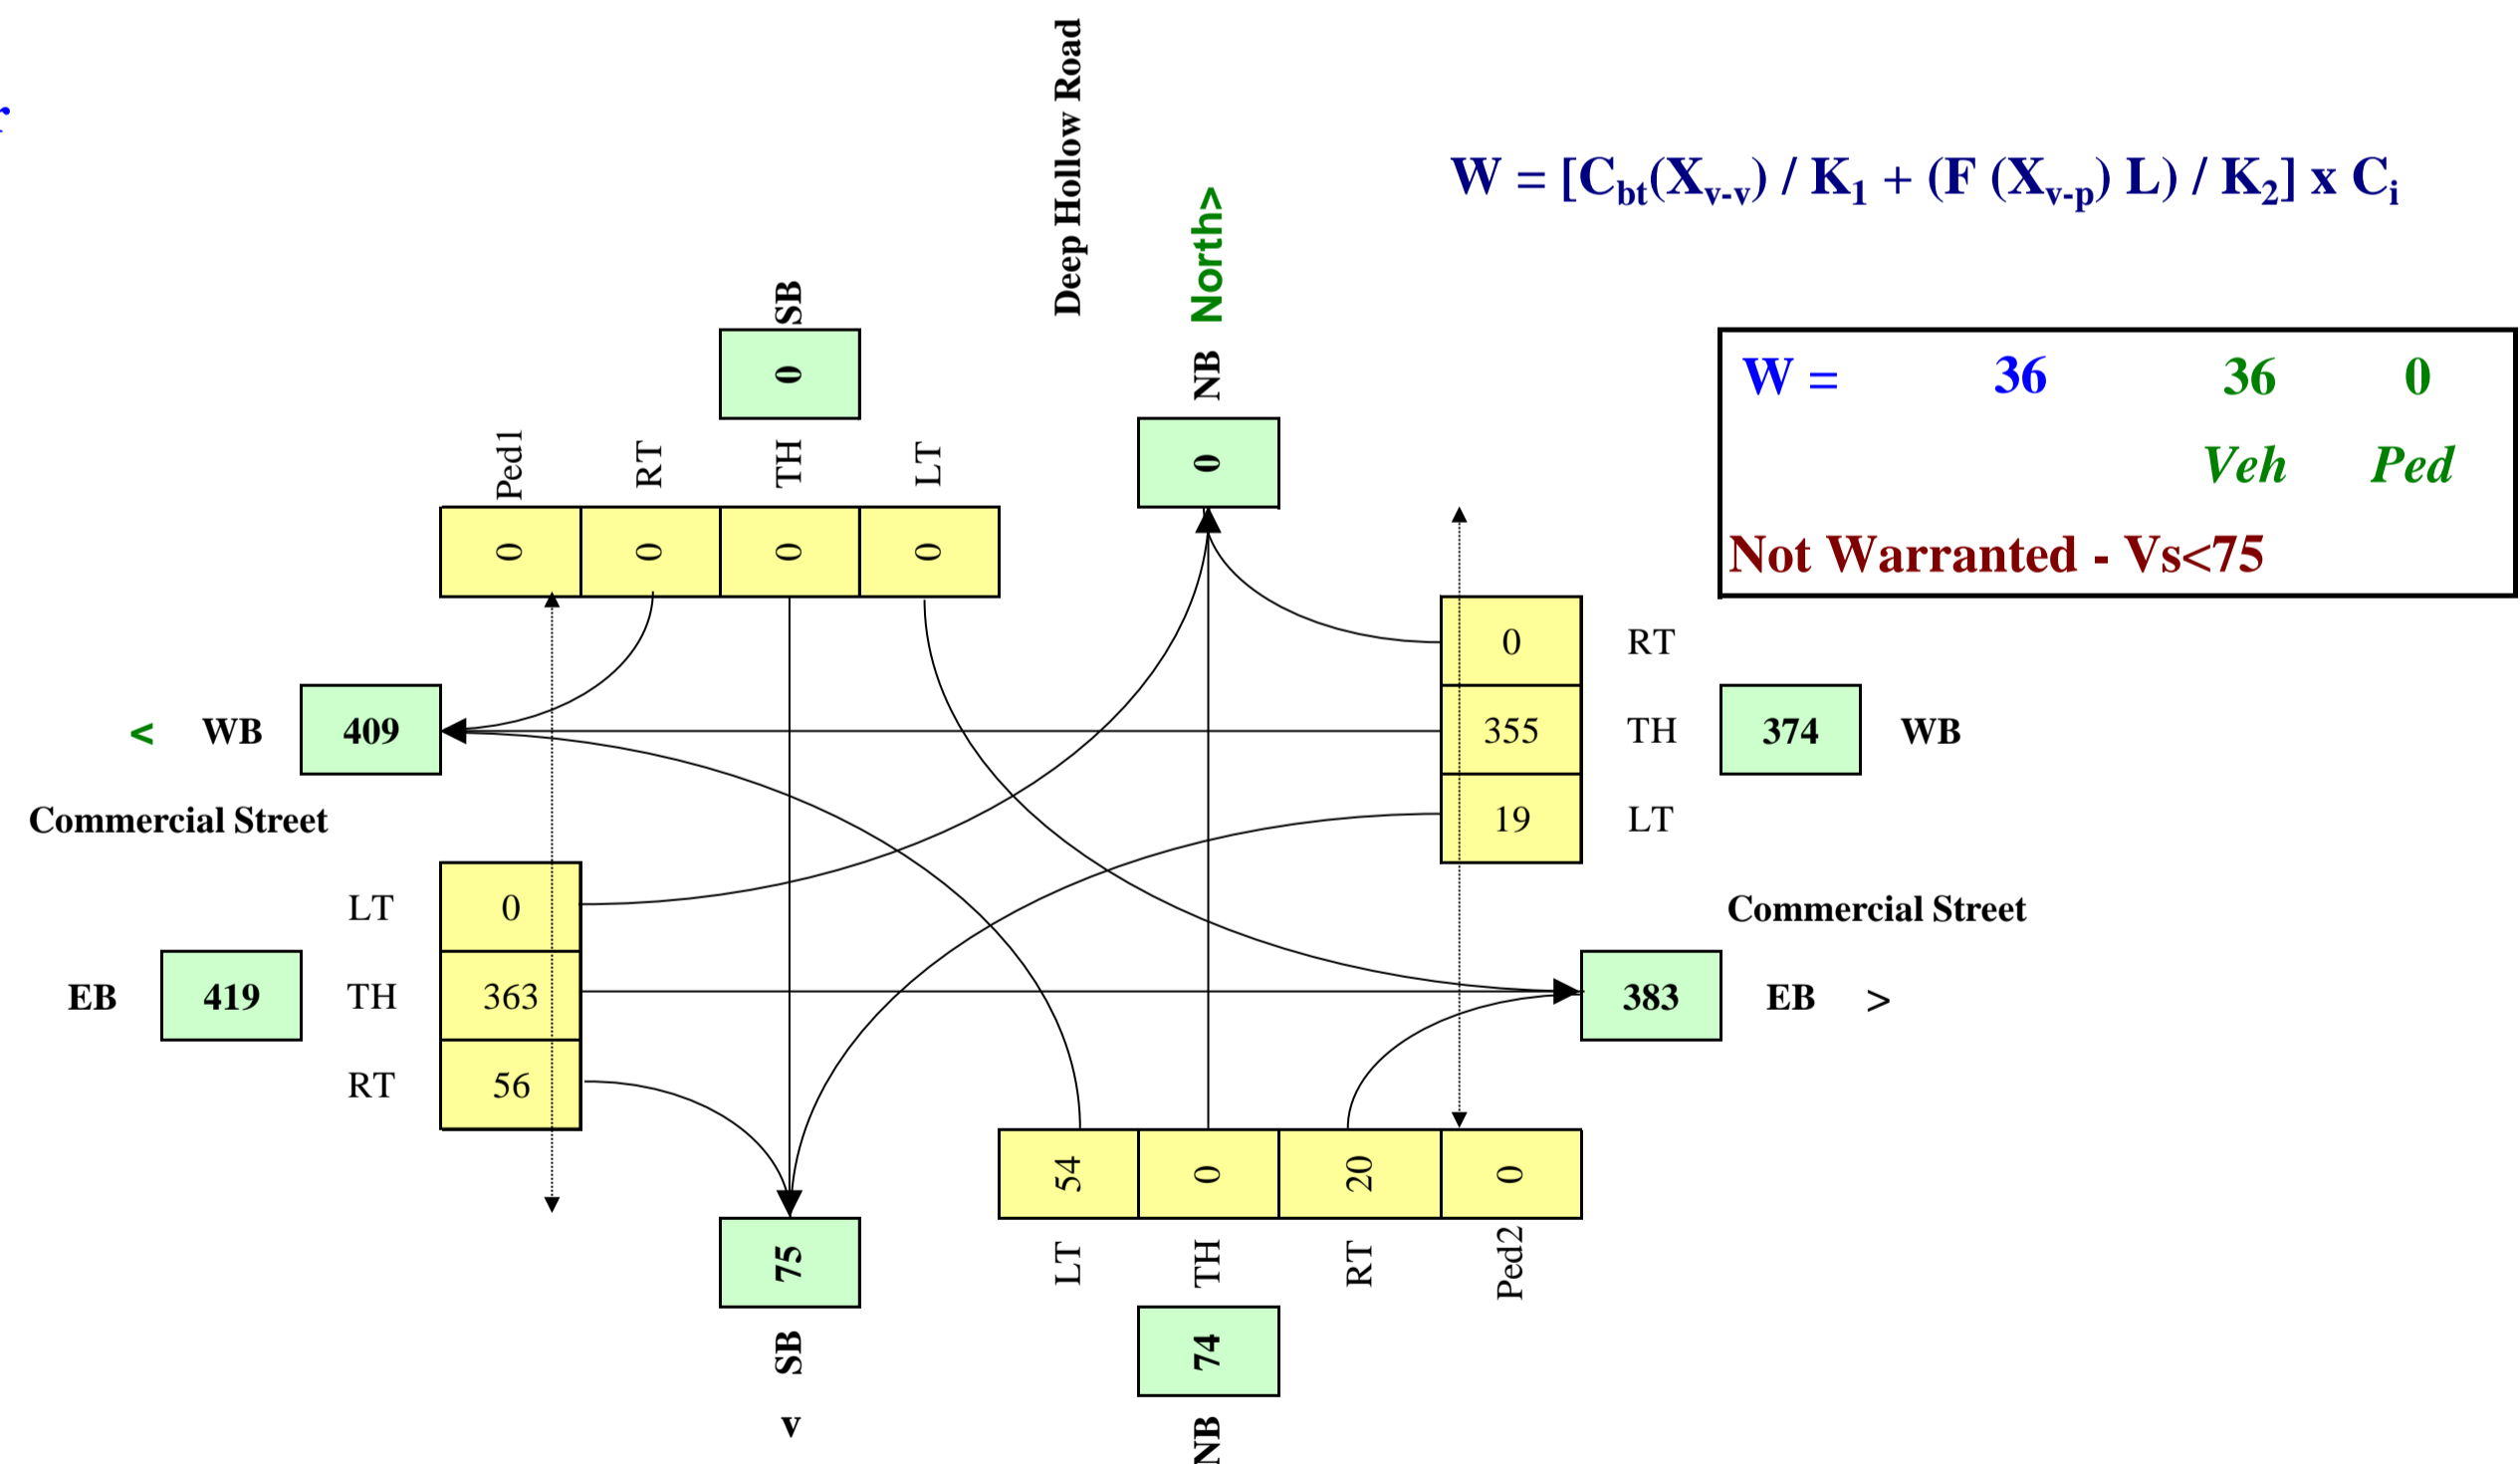 Deep Hollow Road
W = [Cbt(Xv-v) / K1 + (F (Xv-p) L) / K2] x Ci
North>
SB
0
NB
0
W = 36 36 0
Veh Ped
Not Warranted - Vs<75
Ped1 RT TH LT
0 0 0 0
0 RT
< WB 409
355 TH 374 WB
Commercial Street
19 LT
LT 0
Commercial Street
EB 419 TH 363
383 EB >
RT 56
54 0 20 0
LT TH RT Ped2
75
SB
v
74
NB